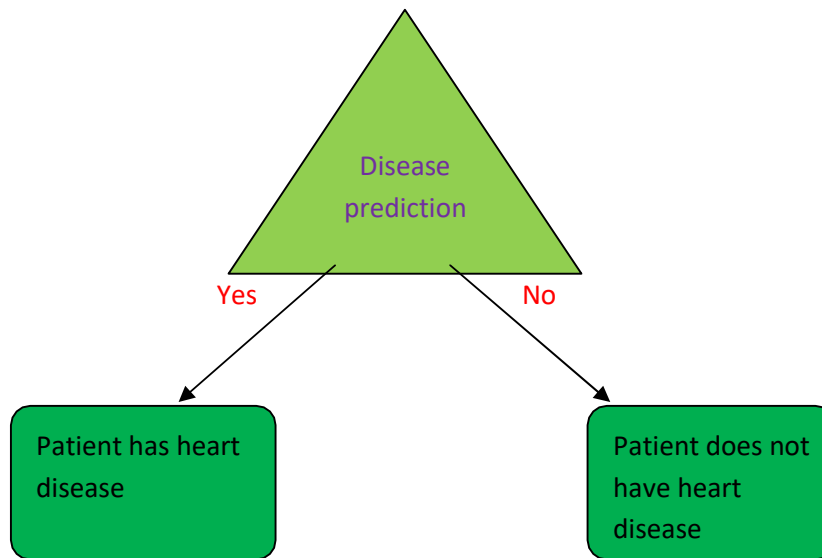 Disease
prediction
Yes
No
Patient has heart
disease
Patient does not
have heart
disease